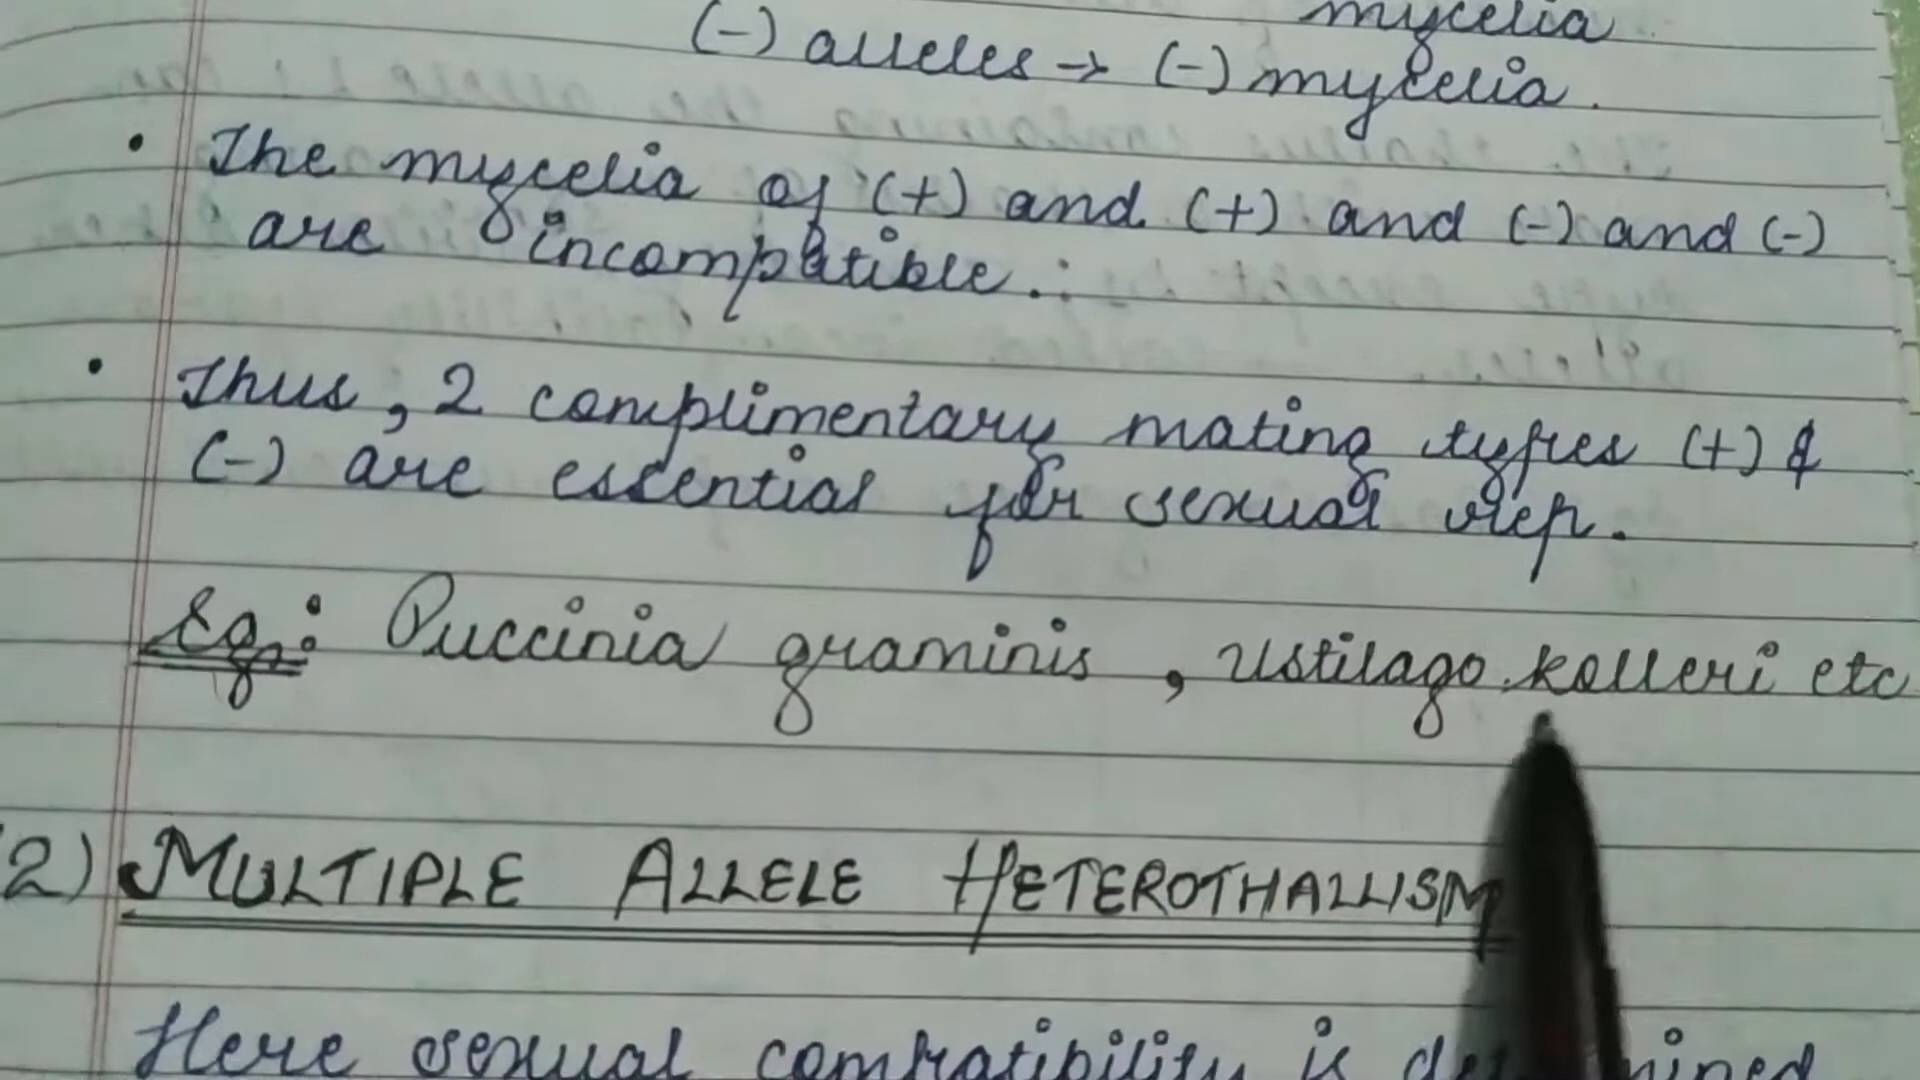 mycelia
(-) alleles → (-) mycelia.
• The mycelia of (+) and (+) and (-) and (-)
are incompatible.
• Thus, 2 complimentary mating types (+) &
(-) are essential for sexual rep.
Eg: Puccinia graminis, Ustilago kolleri etc
2) MULTIPLE ALLELE HETEROTHALLISM
Here sexual compatibility is